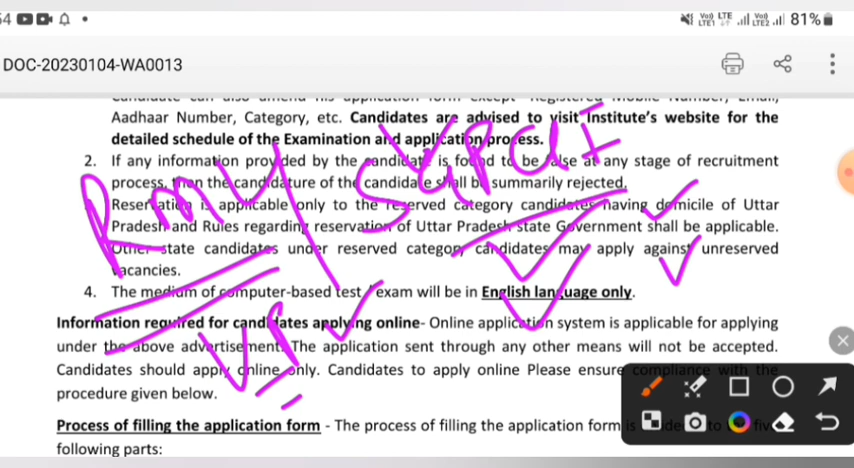 54
Vo) LTE Vo)
LTE1 LTE2 81%
DOC-20230104-WA0013
Candidate can also amend his application form except Registered Mobile Number, Email,
Aadhaar Number, Category, etc. Candidates are advised to visit Institute's website for the
detailed schedule of the Examination and application process.
2. If any information provided by the candidate is found to be false at any stage of recruitment
process, then the candidature of the candidate shall be summarily rejected.
Reservation is applicable only to the reserved category candidates having domicile of Uttar
Pradesh and Rules regarding reservation of Uttar Pradesh state Government shall be applicable.
Other state candidates under reserved category candidates may apply against unreserved
vacancies.
4. The medium of computer-based test / exam will be in English language only.
Information required for candidates applying online- Online application system is applicable for applying
under the above advertisement. The application sent through any other means will not be accepted.
Candidates should apply online only. Candidates to apply online Please ensure compliance with the
procedure given below.
Process of filling the application form - The process of filling the application form is to five
following parts:
SGPGI
UP